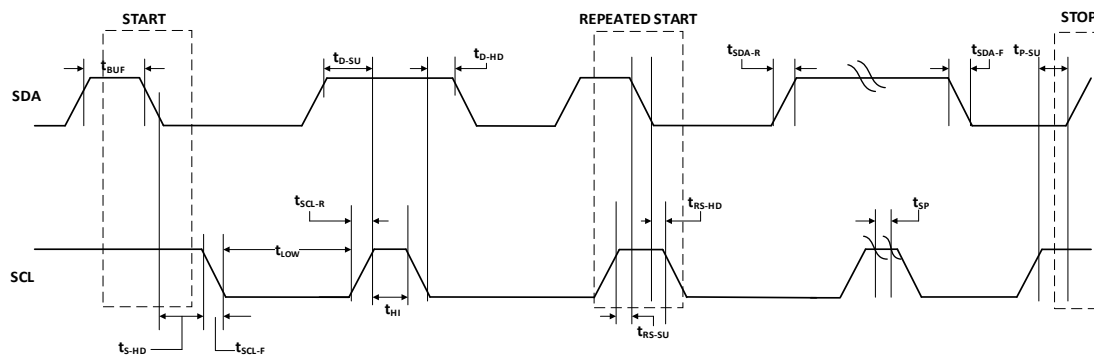 START
REPEATED START
STOP
tBUF
tD-SU
tD-HD
tSDA-R
tSDA-F
tP-SU
SDA
tSCL-R
tRS-HD
tSP
tLOW
SCL
tHI
tRS-SU
tS-HD
tSCL-F